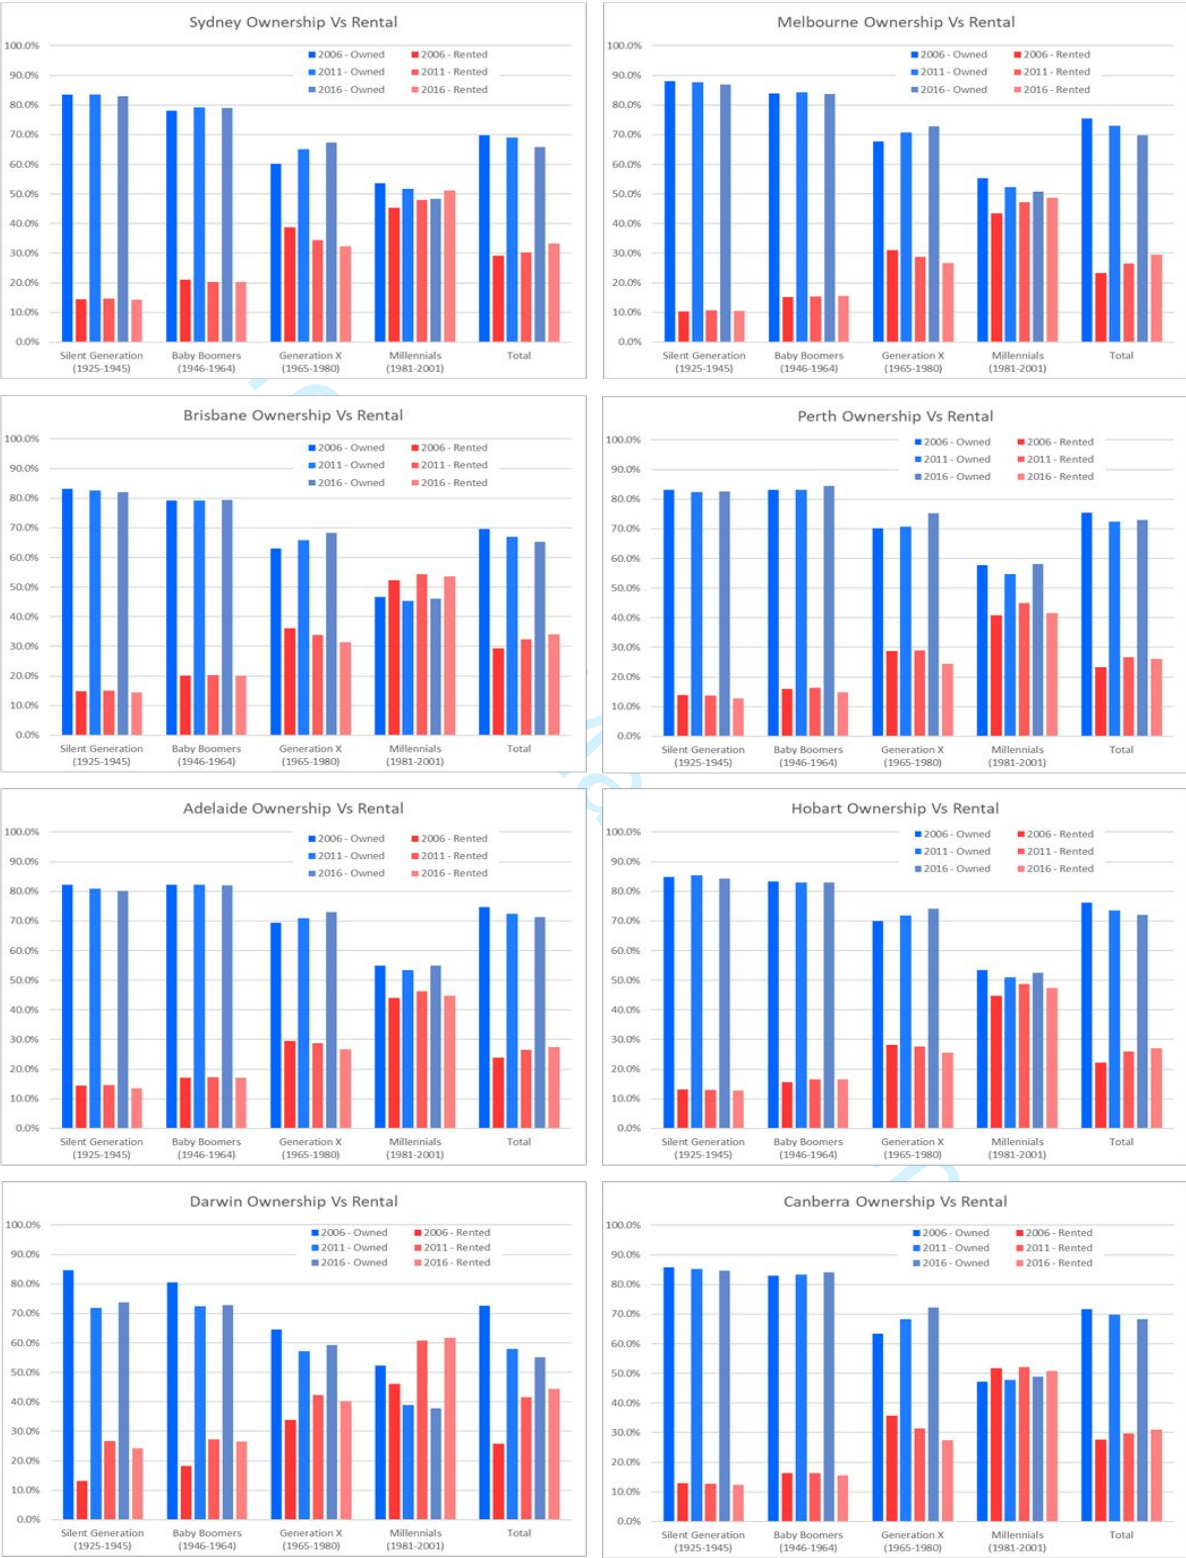 Sydney Ownership Vs Rental
100.0%
90.0%
80.0%
70.0%
60.0%
50.0%
40.0%
30.0%
20.0%
10.0%
0.0%
2006 - Owned 2006 - Rented
2011 - Owned 2011 - Rented
2016 - Owned 2016 - Rented
Silent Generation Baby Boomers Generation X Millennials Total
(1925-1945) (1946-1964) (1965-1980) (1981-2001)
Melbourne Ownership Vs Rental
100.0%
90.0%
80.0%
70.0%
60.0%
50.0%
40.0%
30.0%
20.0%
10.0%
0.0%
2006 - Owned 2006 - Rented
2011 - Owned 2011 - Rented
2016 - Owned 2016 - Rented
Silent Generation Baby Boomers Generation X Millennials Total
(1925-1945) (1946-1964) (1965-1980) (1981-2001)
Brisbane Ownership Vs Rental
100.0%
90.0%
80.0%
70.0%
60.0%
50.0%
40.0%
30.0%
20.0%
10.0%
0.0%
2006 - Owned 2006 - Rented
2011 - Owned 2011 - Rented
2016 - Owned 2016 - Rented
Silent Generation Baby Boomers Generation X Millennials Total
(1925-1945) (1946-1964) (1965-1980) (1981-2001)
Perth Ownership Vs Rental
100.0%
90.0%
80.0%
70.0%
60.0%
50.0%
40.0%
30.0%
20.0%
10.0%
0.0%
2006 - Owned 2006 - Rented
2011 - Owned 2011 - Rented
2016 - Owned 2016 - Rented
Silent Generation Baby Boomers Generation X Millennials Total
(1925-1945) (1946-1964) (1965-1980) (1981-2001)
Adelaide Ownership Vs Rental
100.0%
90.0%
80.0%
70.0%
60.0%
50.0%
40.0%
30.0%
20.0%
10.0%
0.0%
2006 - Owned 2006 - Rented
2011 - Owned 2011 - Rented
2016 - Owned 2016 - Rented
Silent Generation Baby Boomers Generation X Millennials Total
(1925-1945) (1946-1964) (1965-1980) (1981-2001)
Hobart Ownership Vs Rental
100.0%
90.0%
80.0%
70.0%
60.0%
50.0%
40.0%
30.0%
20.0%
10.0%
0.0%
2006 - Owned 2006 - Rented
2011 - Owned 2011 - Rented
2016 - Owned 2016 - Rented
Silent Generation Baby Boomers Generation X Millennials Total
(1925-1945) (1946-1964) (1965-1980) (1981-2001)
Darwin Ownership Vs Rental
100.0%
90.0%
80.0%
70.0%
60.0%
50.0%
40.0%
30.0%
20.0%
10.0%
0.0%
2006 - Owned 2006 - Rented
2011 - Owned 2011 - Rented
2016 - Owned 2016 - Rented
Silent Generation Baby Boomers Generation X Millennials Total
(1925-1945) (1946-1964) (1965-1980) (1981-2001)
Canberra Ownership Vs Rental
100.0%
90.0%
80.0%
70.0%
60.0%
50.0%
40.0%
30.0%
20.0%
10.0%
0.0%
2006 - Owned 2006 - Rented
2011 - Owned 2011 - Rented
2016 - Owned 2016 - Rented
Silent Generation Baby Boomers Generation X Millennials Total
(1925-1945) (1946-1964) (1965-1980) (1981-2001)